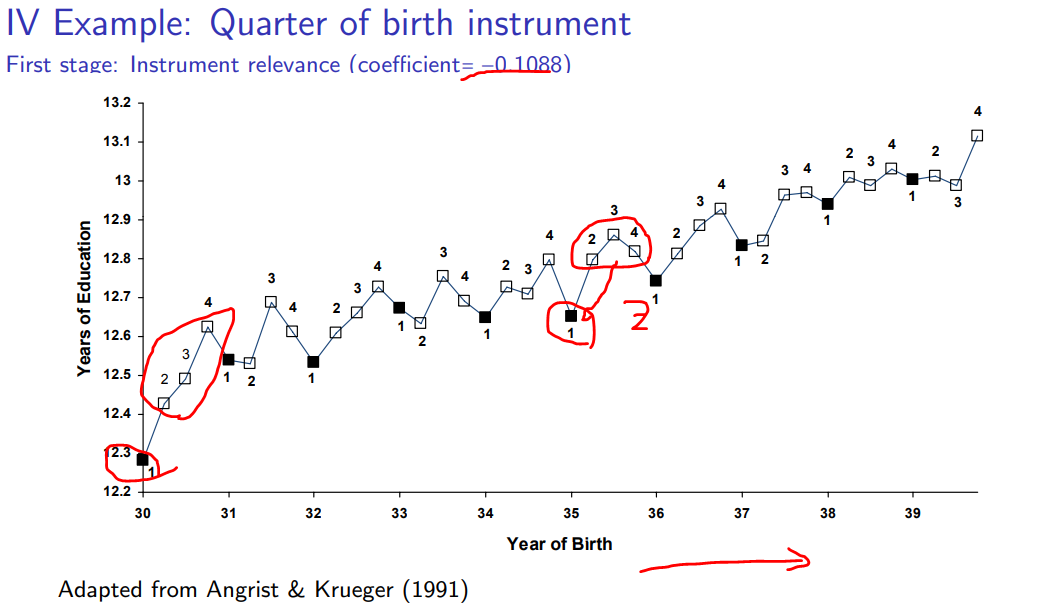 IV Example: Quarter of birth instrument
First stage: Instrument relevance (coefficient= −0.1088)
13.2
13.1
13
12.9
12.8
12.7
12.6
12.5
12.4
12.3
12.2
Years of Education
1 2 3 4
1 2 3 4
1 2 3 4
1 2 3 4
1 2 3 4
1 2 3 4
1 2 3 4
1 2 3 4
1 2 3 4
1 2 3 4
Z
30 31 32 33 34 35 36 37 38 39
Year of Birth
Adapted from Angrist & Krueger (1991)